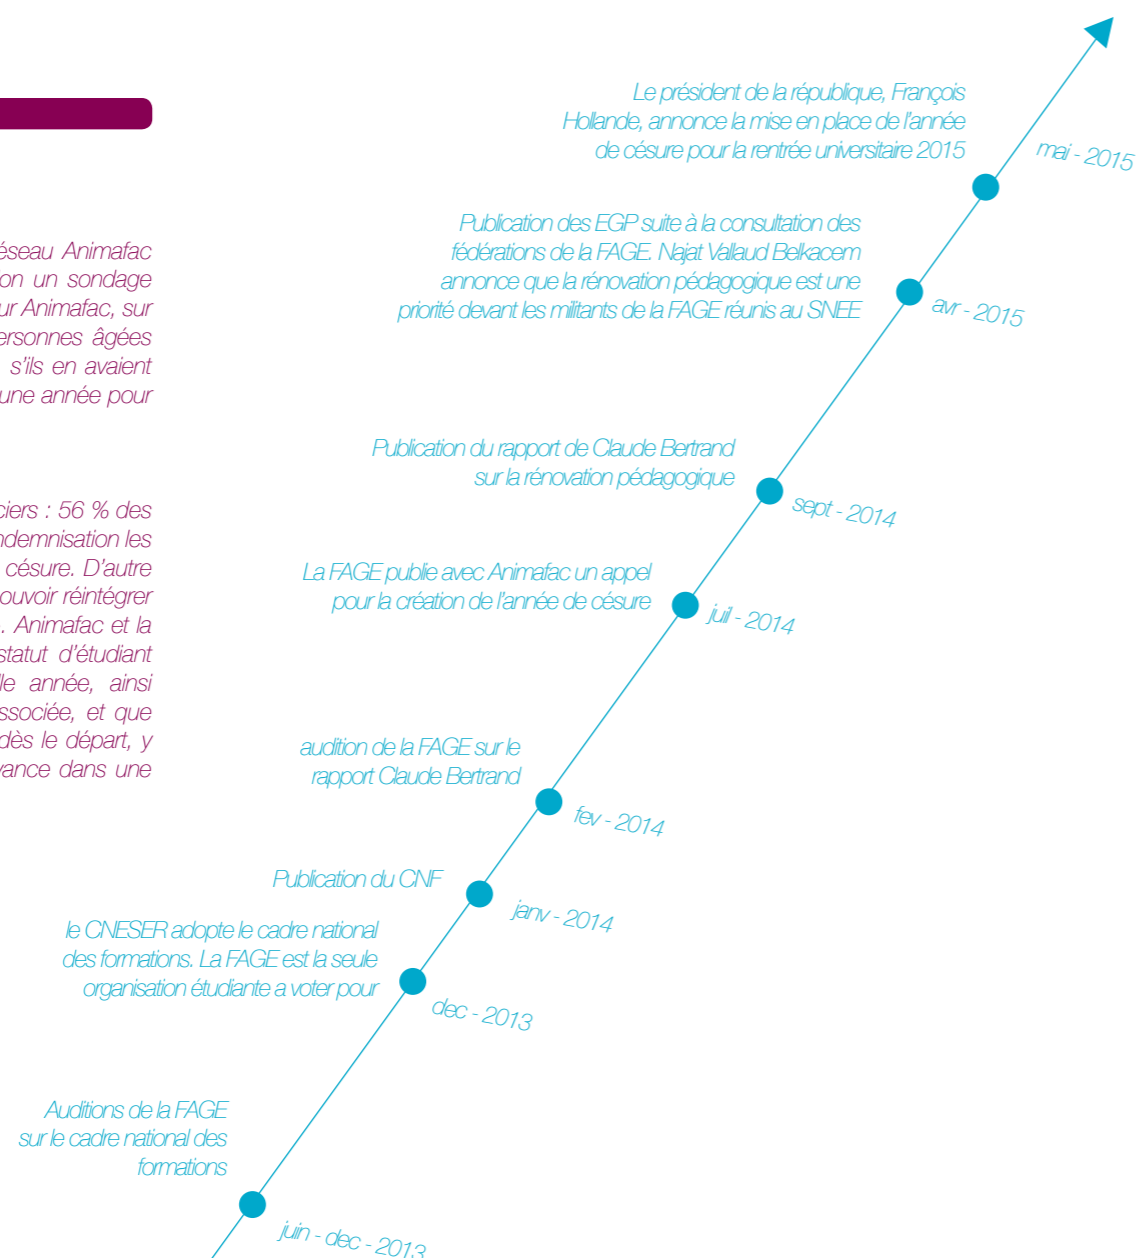 éseau Animafac
on un sondage
ur Animafac, sur
ersonnes âgées
s'ils en avaient
une année pour
ciers : 56 % des
ndemnisation les
césure. D'autre
ouvoir réintégrer
. Animafac et la
statut d'étudiant
lle année, ainsi
ssociée, et que
dès le départ, y
vance dans une
Le président de la république, François
Hollande, annonce la mise en place de l'année
de césure pour la rentrée universitaire 2015
mai - 2015
Publication des EGP suite à la consultation des
fédérations de la FAGE. Najat Vallaud Belkacem
annonce que la rénovation pédagogique est une
priorité devant les militants de la FAGE réunis au SNEE
avr - 2015
Publication du rapport de Claude Bertrand
sur la rénovation pédagogique
sept - 2014
La FAGE publie avec Animafac un appel
pour la création de l'année de césure
juil - 2014
audition de la FAGE sur le
rapport Claude Bertrand
fev - 2014
Publication du CNF
janv - 2014
le CNESER adopte le cadre national
des formations. La FAGE est la seule
organisation étudiante a voter pour
dec - 2013
Auditions de la FAGE
sur le cadre national des
formations
juin - dec - 2013